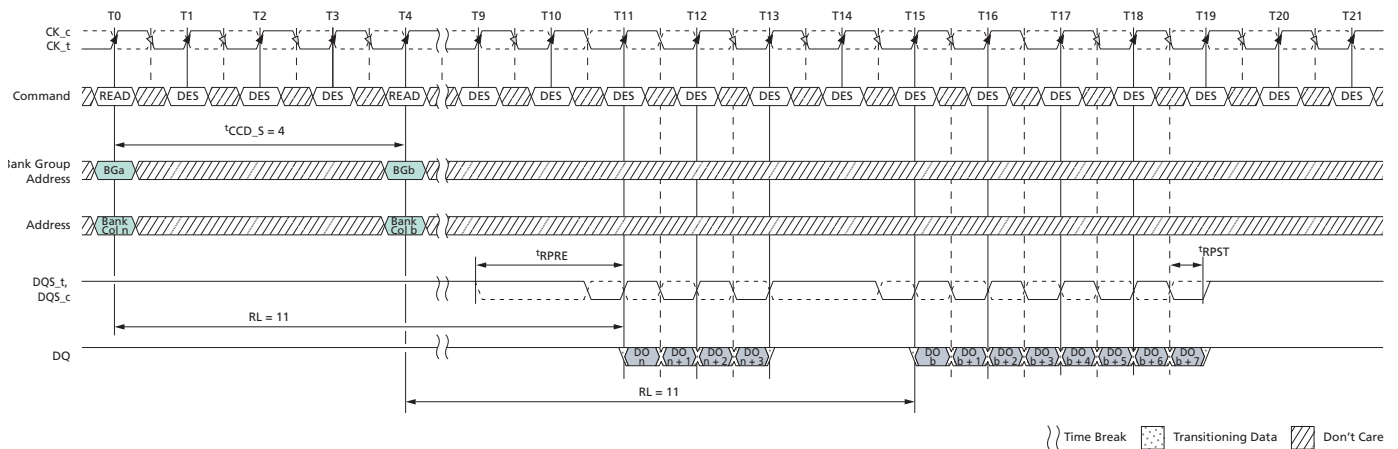 T0 T1 T2 T3 T4 T9 T10 T11 T12 T13 T14 T15 T16 T17 T18 T19 T20 T21
CK_c
CK_t
Command READ DES DES DES READ DES DES DES DES DES DES DES DES DES DES DES DES DES
tCCD_S = 4
Bank Group
Address
BGa BGb
Address
Bank
Col n
Bank
Col b
tRPRE tRPST
DQS_t,
DQS_c
RL = 11
DQ
DO
n
DO
n + 1
DO
n + 2
DO
n + 3
DO
b
DO
b + 1
DO
b + 2
DO
b + 3
DO
b + 4
DO
b + 5
DO
b + 6
DO
b + 7
RL = 11
Time Break Transitioning Data Don't Care